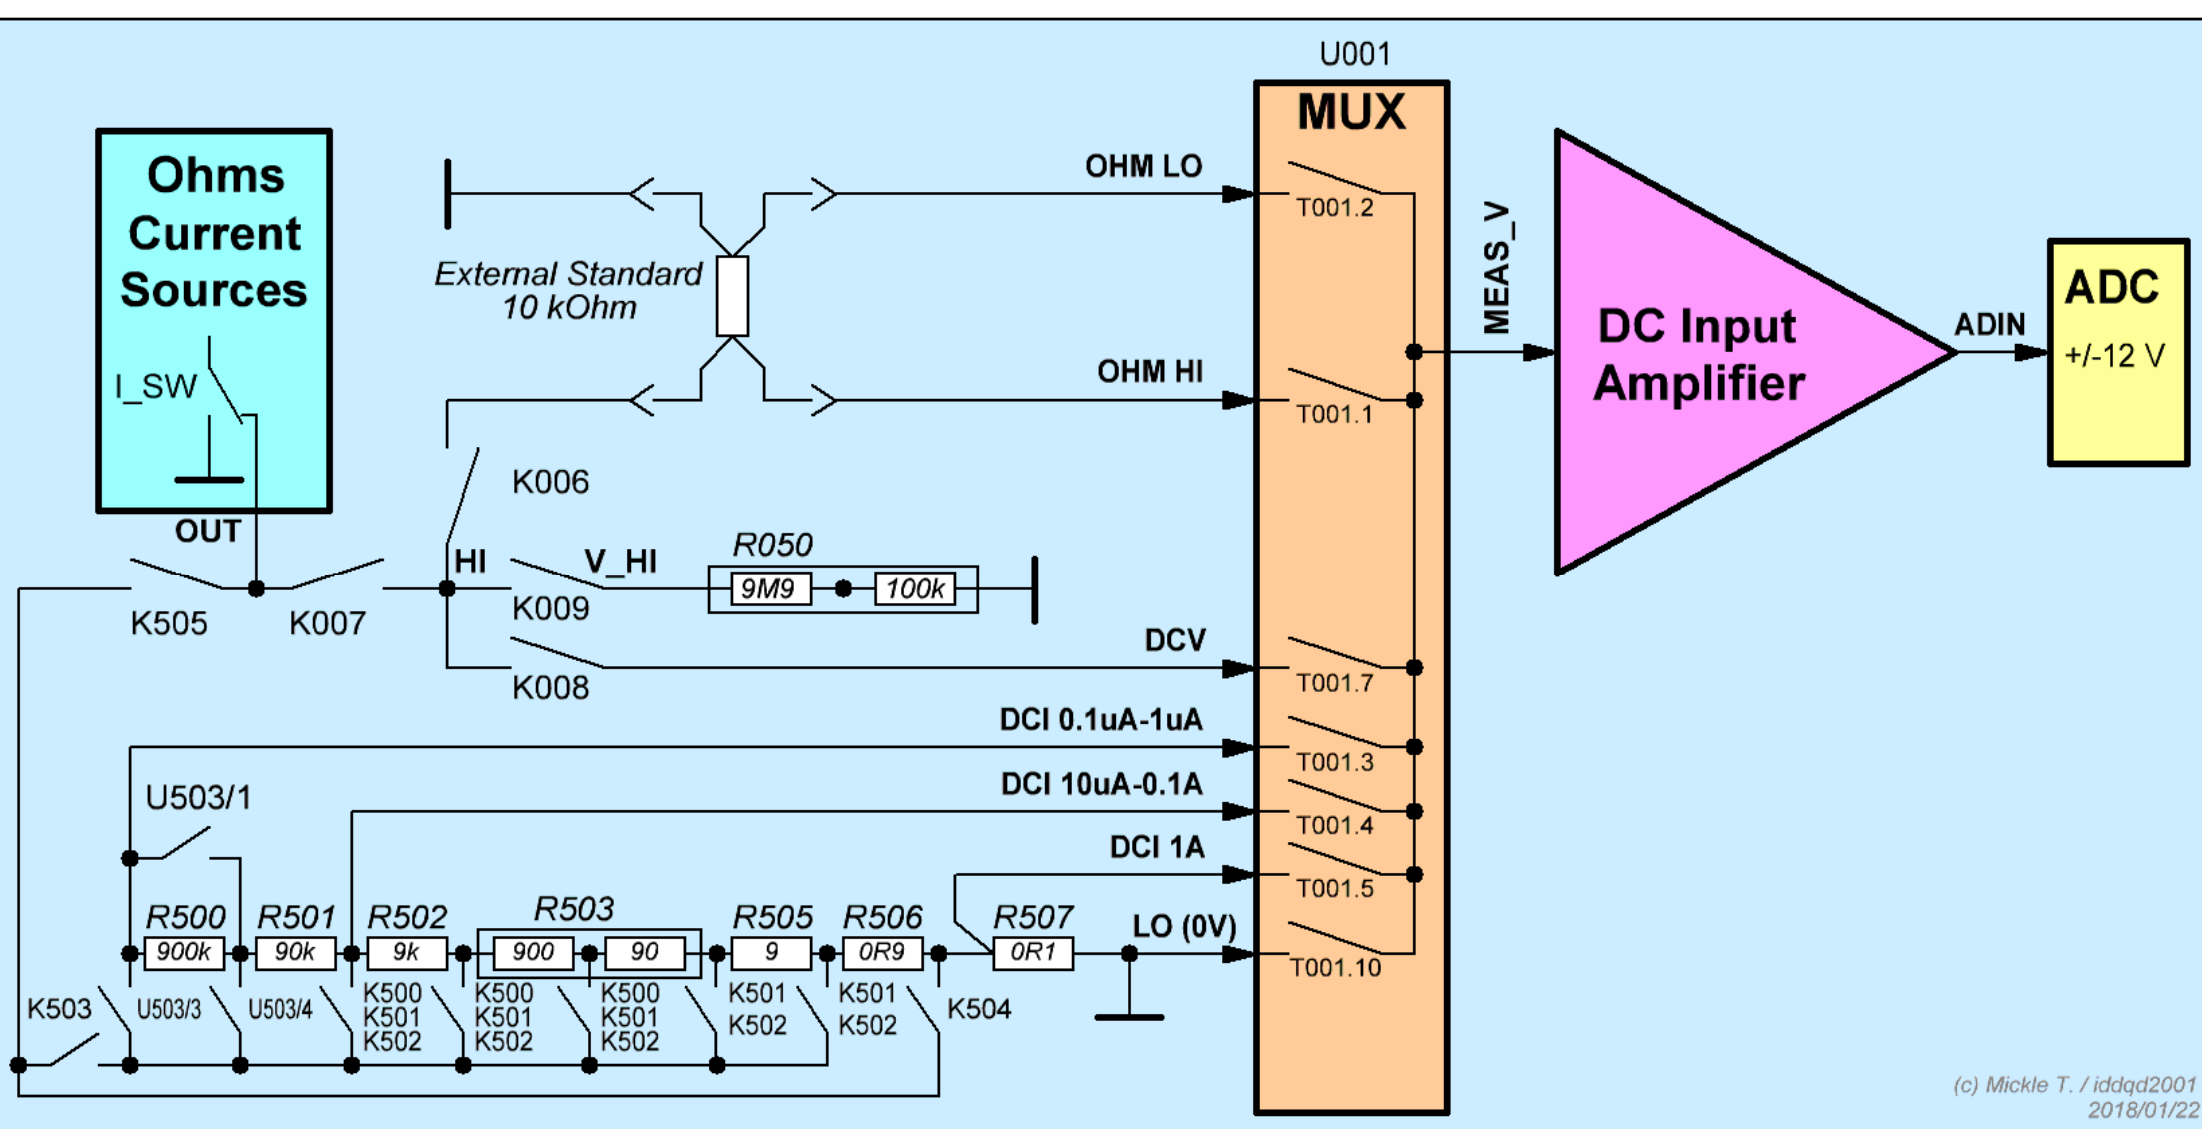 U001
MUX
Ohms
Current
Sources
I_SW
OUT
External Standard
10 kOhm
OHM LO
T001.2
OHM HI
T001.1
MEAS_V
DC Input
Amplifier
ADIN
ADC
+/-12 V
K006
HI
V_HI
R050
9M9
100k
K505
K007
K009
K008
DCV
T001.7
DCI 0.1uA-1uA
T001.3
DCI 10uA-0.1A
T001.4
DCI 1A
T001.5
LO (0V)
T001.10
U503/1
R500
R501
R502
R503
R505
R506
R507
900k
90k
9k
900
90
9
0R9
0R1
K503
U503/3
U503/4
K500
K501
K502
K500
K501
K502
K500
K501
K502
K501
K502
K501
K502
K504
(c) Mickle T. / iddqd2001
2018/01/22